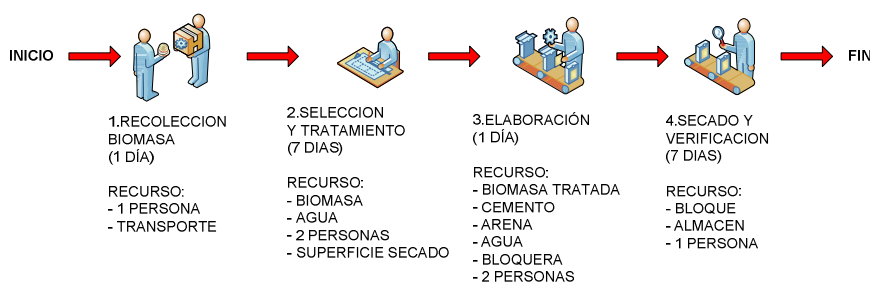 INICIO
FIN
1.RECOLECCION
BIOMASA
(1 DÍA)
RECURSO:
- 1 PERSONA
- TRANSPORTE
2.SELECCION
Y TRATAMIENTO
(7 DIAS)
RECURSO:
- BIOMASA
- AGUA
- 2 PERSONAS
- SUPERFICIE SECADO
3.ELABORACIÓN
(1 DÍA)
RECURSO:
- BIOMASA TRATADA
- CEMENTO
- ARENA
- AGUA
- BLOQUERA
- 2 PERSONAS
4.SECADO Y
VERIFICACION
(7 DIAS)
RECURSO:
- BLOQUE
- ALMACEN
- 1 PERSONA